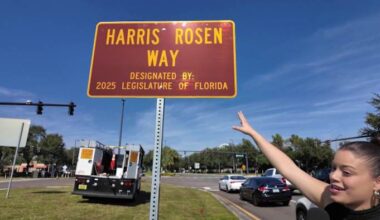 HARRIS ROSEN
WAY
DESIGNATED BY:
2025 LEGISLATURE OF FLORIDA